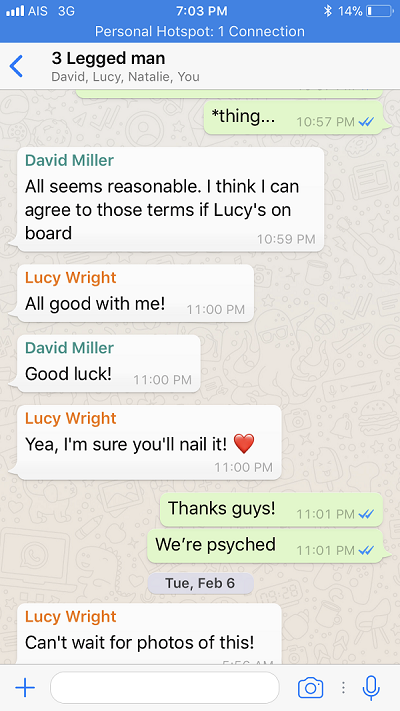 AIS 3G 7:03 PM 14%
Personal Hotspot: 1 Connection
3 Legged man
David, Lucy, Natalie, You
*thing... 10:57 PM
David Miller
All seems reasonable. I think I can
agree to those terms if Lucy's on
board
10:59 PM
Lucy Wright
All good with me! 11:00 PM
David Miller
Good luck! 11:00 PM
Lucy Wright
Yea, I'm sure you'll nail it! ❤️
11:00 PM
Thanks guys! 11:01 PM
We're psyched 11:01 PM
Tue, Feb 6
Lucy Wright
Can't wait for photos of this!